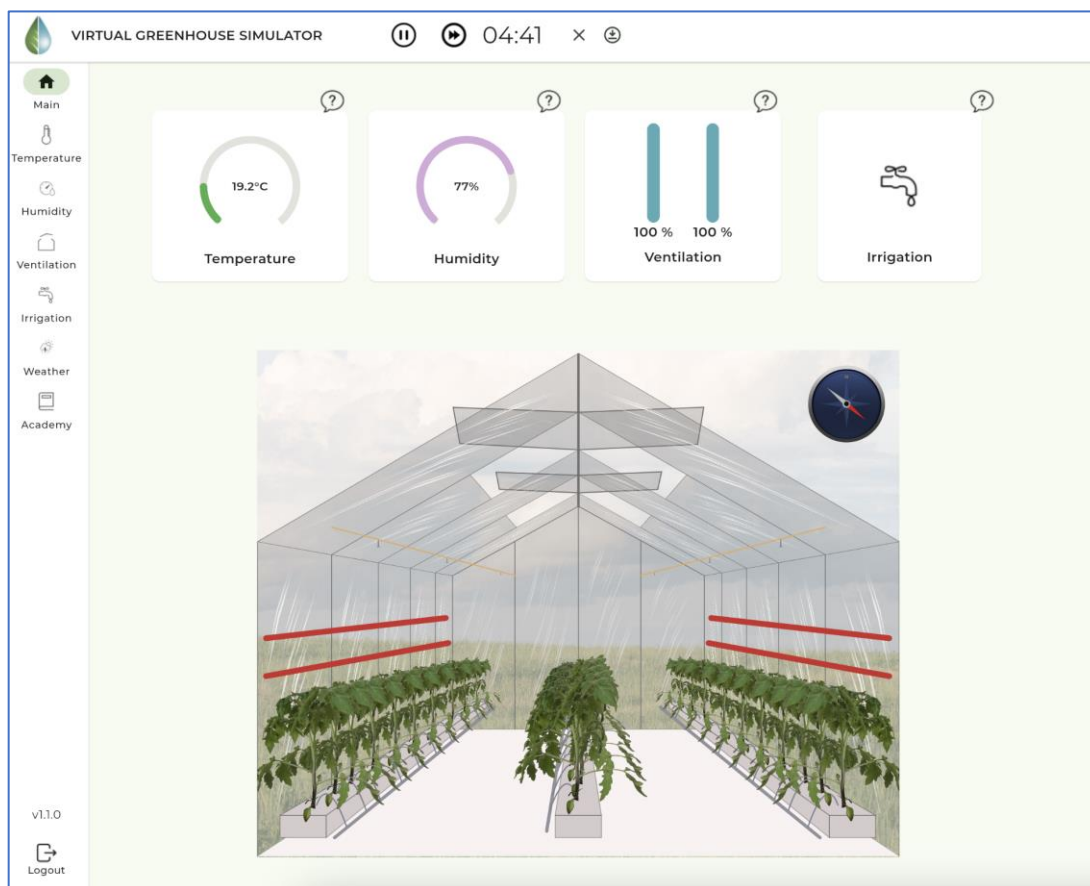 VIRTUAL GREENHOUSE SIMULATOR 04:41
Main
Temperature
Humidity
Ventilation
Irrigation
Weather
Academy
? ? ? ?
19.2°C 77% 100 % 100 %
Temperature Humidity Ventilation Irrigation
v1.1.0
Logout